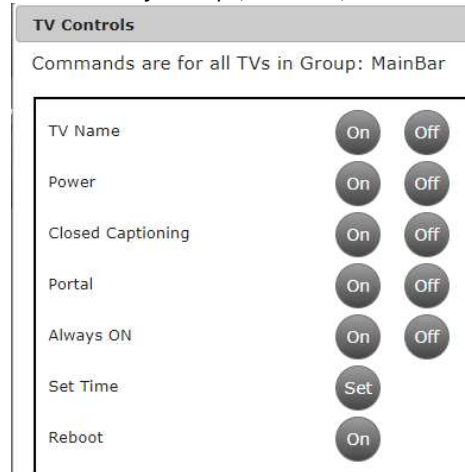 TV Controls
Commands are for all TVs in Group: MainBar
TV Name On Off
Power On Off
Closed Captioning On Off
Portal On Off
Always ON On Off
Set Time Set
Reboot On